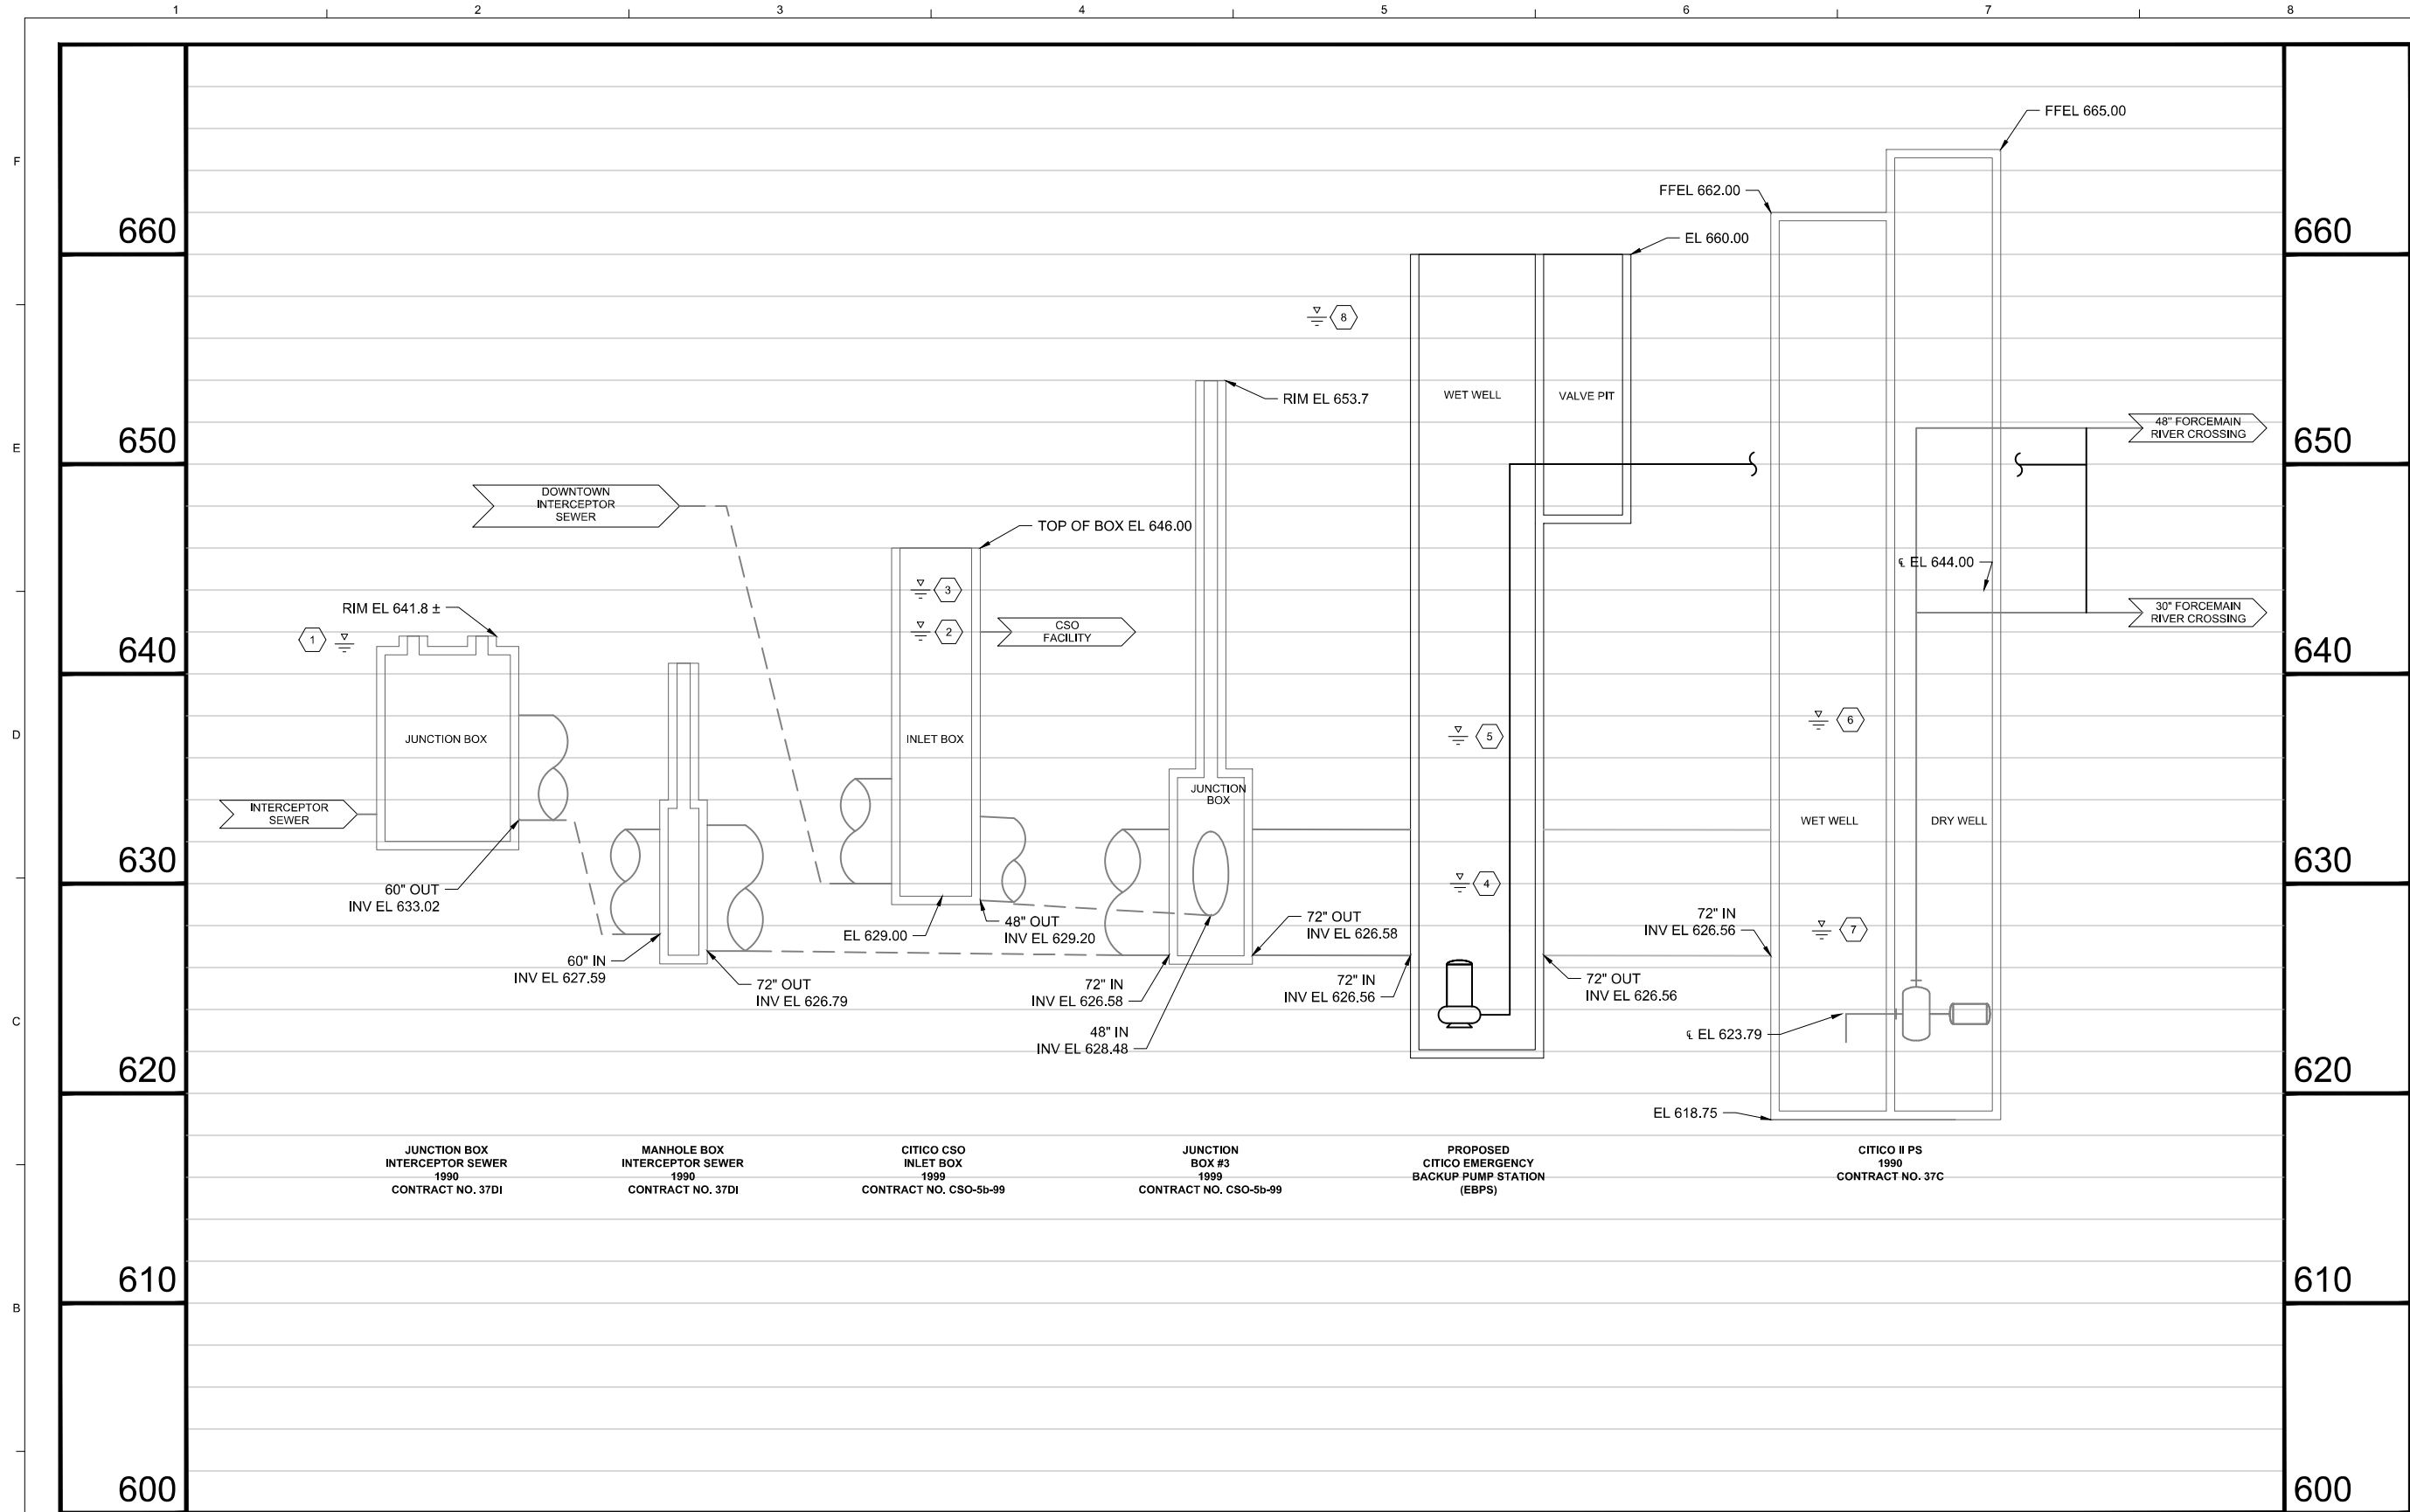 1 2 3 4 5 6 7 8
F
E
D
C
B
660
650
640
630
620
610
600
660
650
640
630
620
610
600
FFEL 665.00
FFEL 662.00
EL 660.00
8
RIM EL 653.7
WET WELL
VALVE PIT
48" FORCEMAIN
RIVER CROSSING
DOWNTOWN
INTERCEPTOR
SEWER
TOP OF BOX EL 646.00
3
2
CSO
FACILITY
℄ EL 644.00
30" FORCEMAIN
RIVER CROSSING
RIM EL 641.8 ±
1
JUNCTION BOX
INLET BOX
5
6
JUNCTION
BOX
INTERCEPTOR
SEWER
WET WELL
DRY WELL
60" OUT
INV EL 633.02
4
7
EL 629.00
48" OUT
INV EL 629.20
72" OUT
INV EL 626.58
72" IN
INV EL 626.56
60" IN
INV EL 627.59
72" OUT
INV EL 626.79
72" IN
INV EL 626.58
72" IN
INV EL 626.56
72" OUT
INV EL 626.56
48" IN
INV EL 628.48
℄ EL 623.79
EL 618.75
JUNCTION BOX
INTERCEPTOR SEWER
1990
CONTRACT NO. 37DI
MANHOLE BOX
INTERCEPTOR SEWER
1990
CONTRACT NO. 37DI
CITICO CSO
INLET BOX
1999
CONTRACT NO. CSO-5b-99
JUNCTION
BOX #3
1999
CONTRACT NO. CSO-5b-99
PROPOSED
CITICO EMERGENCY
BACKUP PUMP STATION
(EBPS)
CITICO II PS
1990
CONTRACT NO. 37C